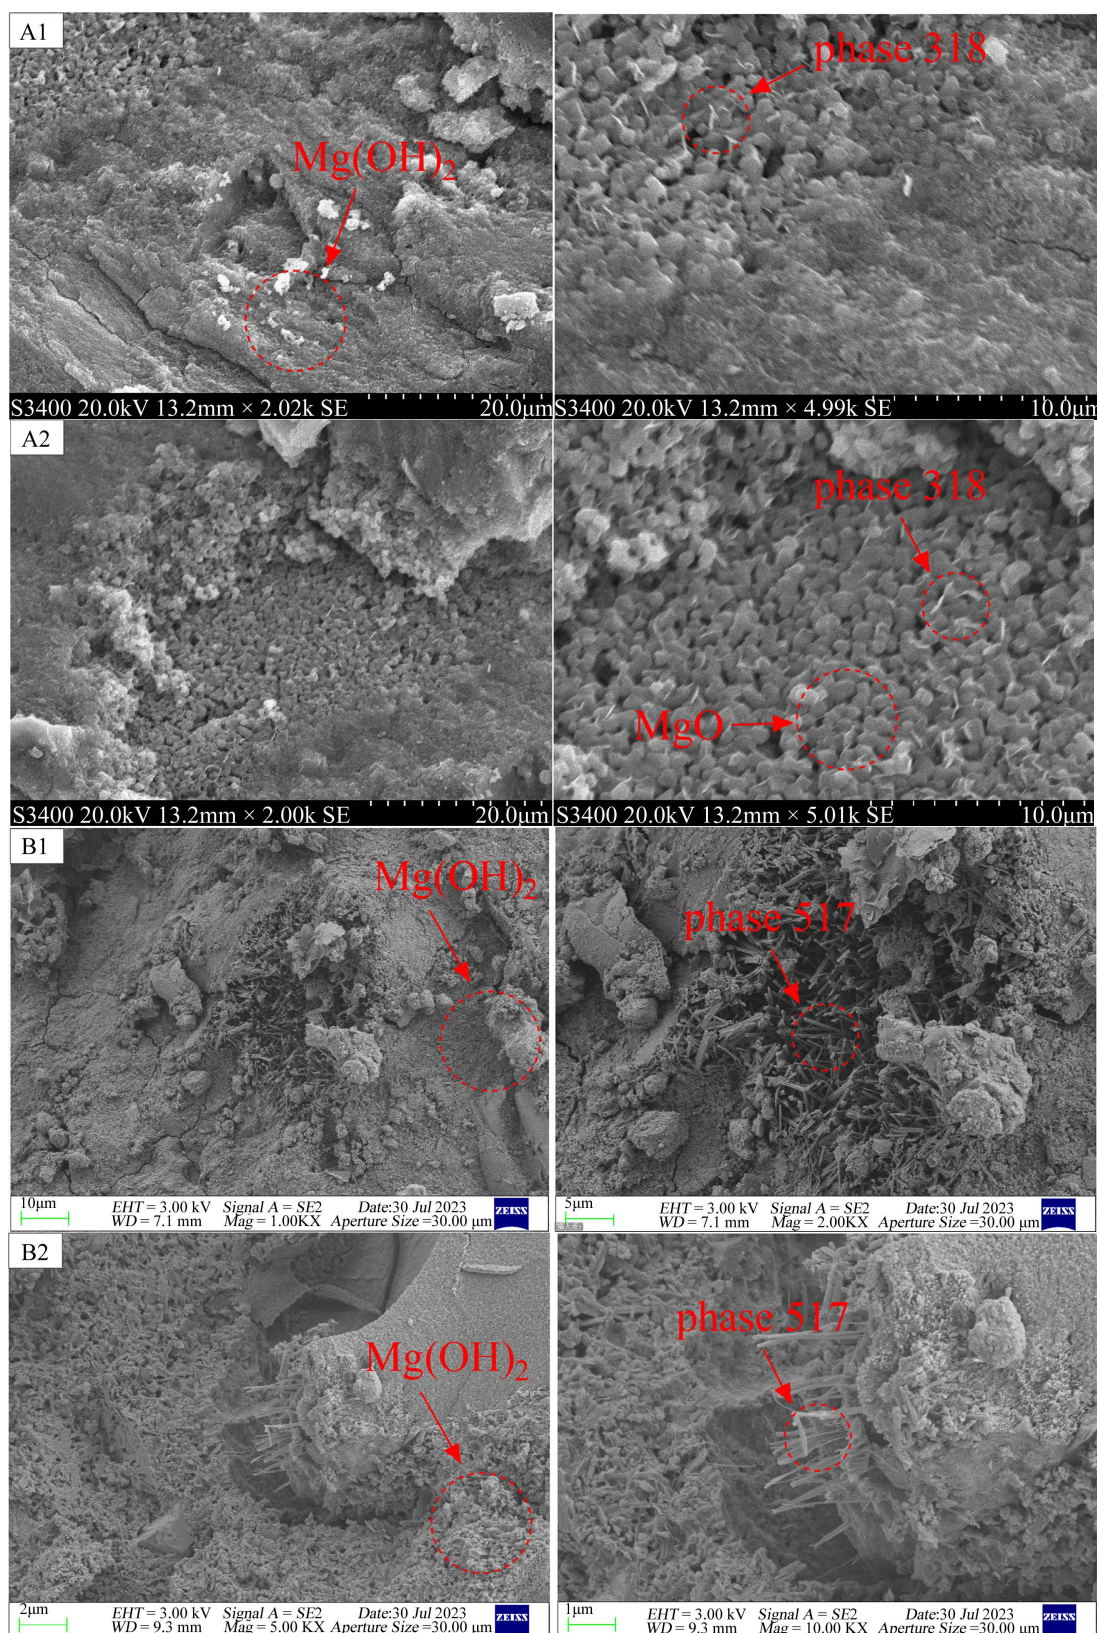 A1
Mg(OH)₂
S3400 20.0kV 13.2mm × 2.02k SE 20.0μm
phase 318
S3400 20.0kV 13.2mm × 4.99k SE 10.0μm
A2
S3400 20.0kV 13.2mm × 2.00k SE 20.0μm
phase 318
MgO
S3400 20.0kV 13.2mm × 5.01k SE 10.0μm
B1
Mg(OH)₂
10μm EHT = 3.00 kV Signal A = SE2 Date:30 Jul 2023 ZEISS
WD = 7.1 mm Mag = 1.00KX Aperture Size =30.00 μm
phase 517
5μm EHT = 3.00 kV Signal A = SE2 Date:30 Jul 2023 ZEISS
WD = 7.1 mm Mag = 2.00KX Aperture Size =30.00 μm
B2
Mg(OH)₂
2μm EHT = 3.00 kV Signal A = SE2 Date:30 Jul 2023 ZEISS
WD = 9.3 mm Mag = 5.00 KX Aperture Size =30.00 μm
phase 517
1μm EHT = 3.00 kV Signal A = SE2 Date:30 Jul 2023 ZEISS
WD = 9.3 mm Mag = 10.00 KX Aperture Size =30.00 μm